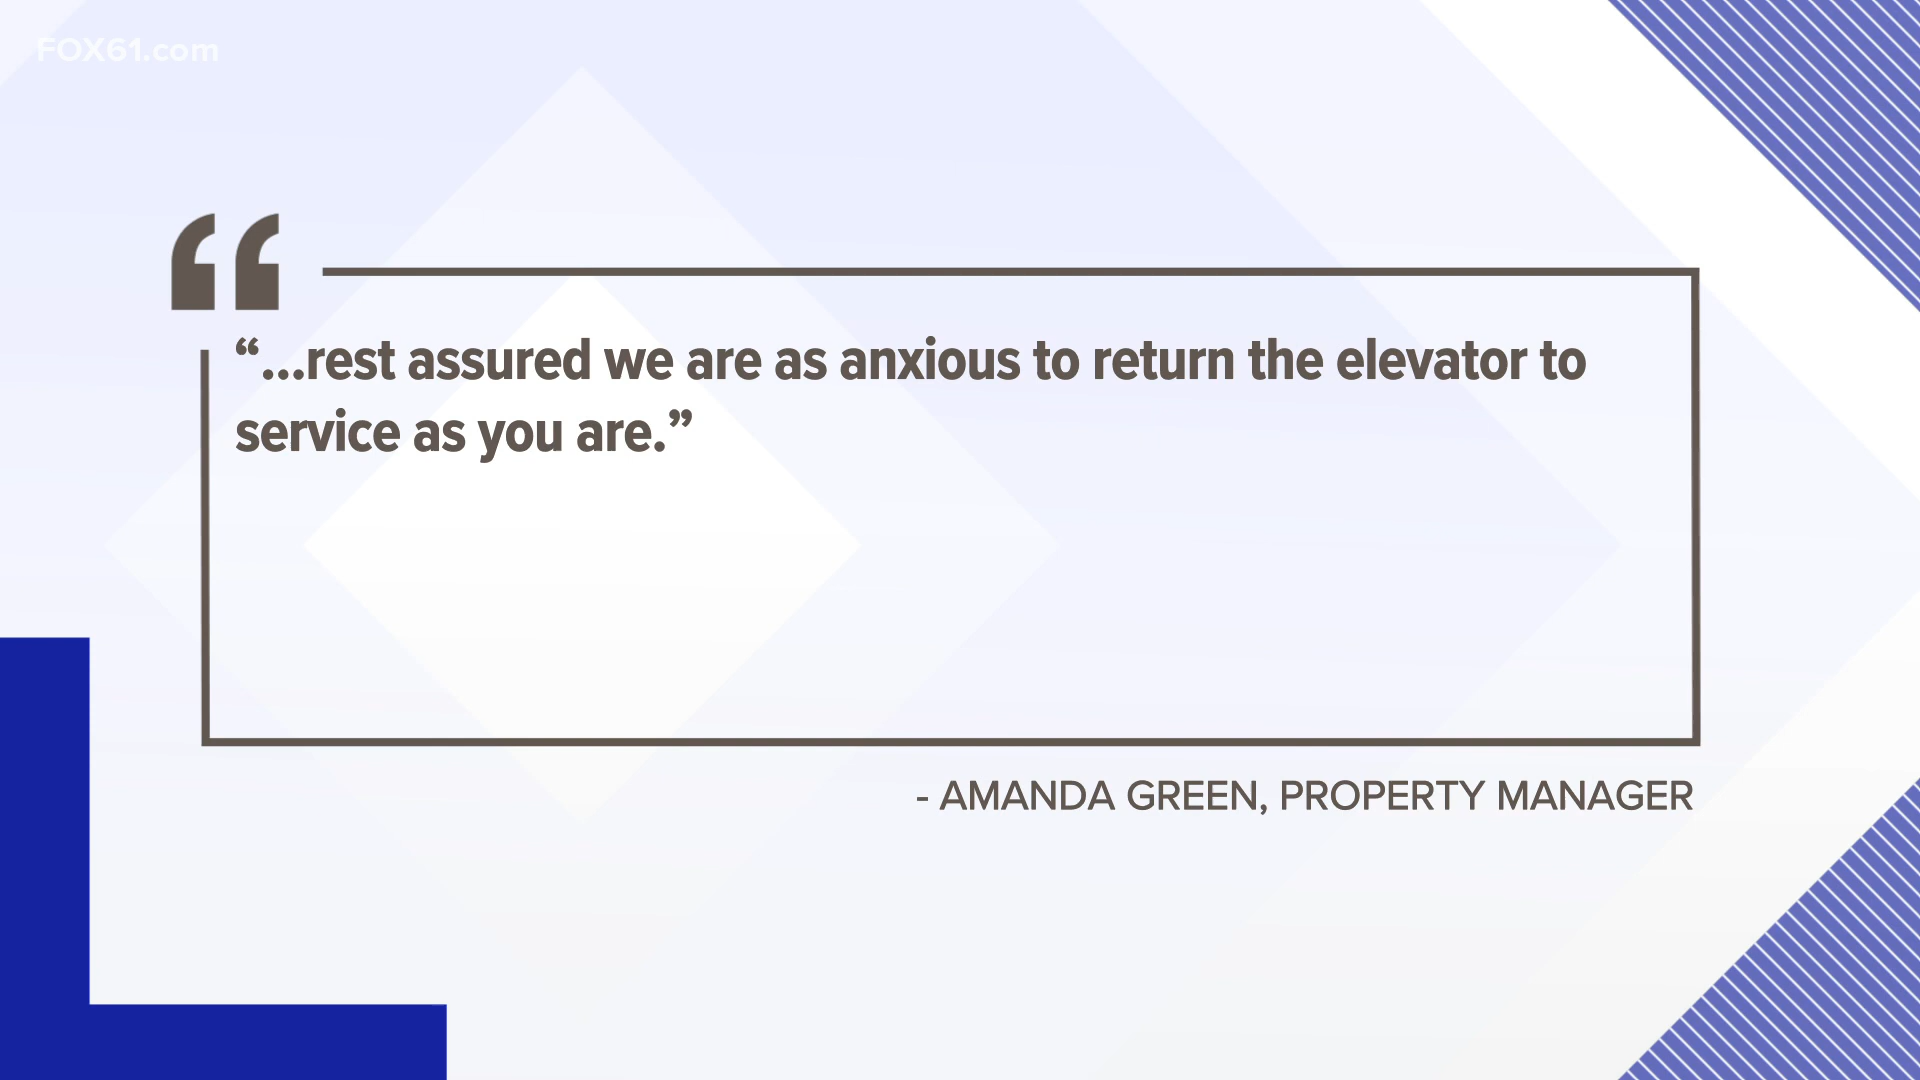 FOX61.com
“...rest assured we are as anxious to return the elevator to
service as you are.”
- AMANDA GREEN, PROPERTY MANAGER